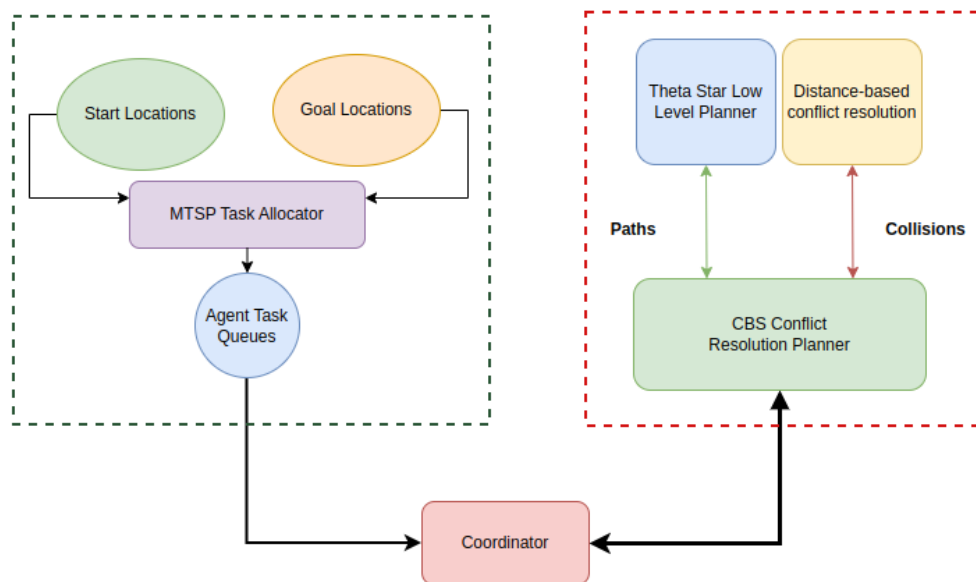 Start Locations
Goal Locations
MTSP Task Allocator
Agent Task
Queues
Theta Star Low
Level Planner
Distance-based
conflict resolution
Paths
Collisions
CBS Conflict
Resolution Planner
Coordinator